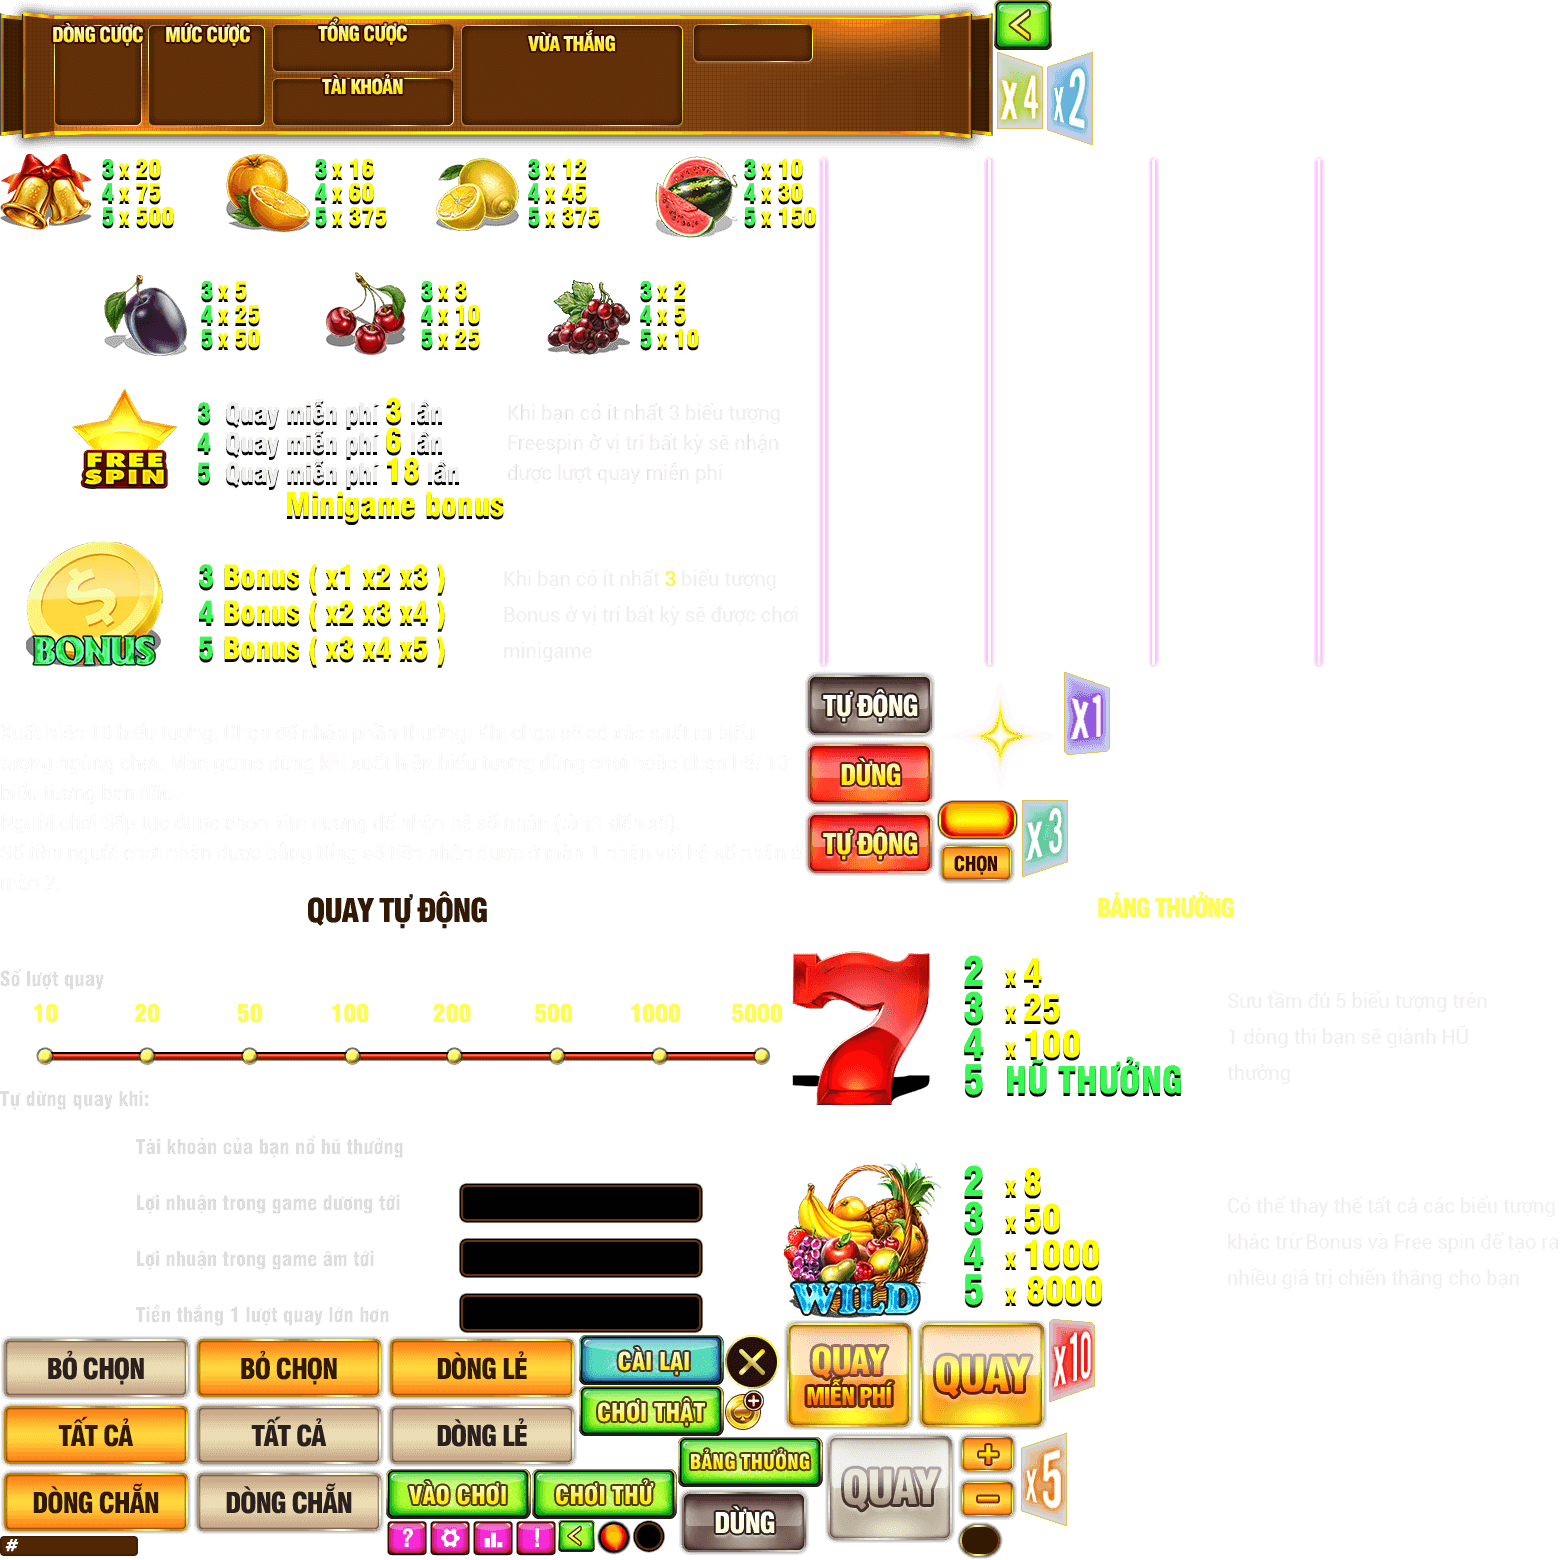 DÒNG CƯỢC
MỨC CƯỢC
TỔNG CƯỢC
TÀI KHOẢN
VỪA THẮNG
x4
x2
3 x 20
4 x 75
5 x 500
3 x 16
4 x 60
5 x 375
3 x 12
4 x 45
5 x 375
3 x 10
4 x 30
5 x 150
3 x 5
4 x 25
5 x 50
3 x 3
4 x 10
5 x 25
3 x 2
4 x 5
5 x 10
FREE
SPIN
3 Quay miễn phí 3 lần
4 Quay miễn phí 6 lần
5 Quay miễn phí 18 lần
Khi bạn có ít nhất 3 biểu tượng
Freespin ở vị trí bất kỳ sẽ nhận
được lượt quay miễn phí
Minigame bonus
BONUS
3 Bonus ( x1 x2 x3 )
4 Bonus ( x2 x3 x4 )
5 Bonus ( x3 x4 x5 )
Khi bạn có ít nhất 3 biểu tượng
Bonus ở vị trí bất kỳ sẽ được chơi
minigame
TỰ ĐỘNG
x1
DỪNG
TỰ ĐỘNG
CHỌN
x3
Xuất hiện 10 biểu tượng. Chọn để nhận phần thưởng. Khi chọn sẽ có xác suất ra biểu
tượng ngừng chơi. Màn game dừng khi xuất hiện biểu tượng dừng chơi hoặc chọn hết 10
biểu tượng ban đầu.
Người chơi tiếp tục được chọn kim cương để nhận hệ số nhân (từ x1 đến x5).
Số tiền người chơi nhận được bằng tổng số tiền nhận được ở màn 1 nhân với hệ số nhân ở
màn 2.
QUAY TỰ ĐỘNG
BẢNG THƯỞNG
Số lượt quay
10 20 50 100 200 500 1000 5000
Tự dừng quay khi:
Tài khoản của bạn nổ hũ thưởng
Lợi nhuận trong game dương tới
Lợi nhuận trong game âm tới
Tiền thắng 1 lượt quay lớn hơn
7
2 x 4
3 x 25
4 x 100
5 HŨ THƯỞNG
Sưu tầm đủ 5 biểu tượng trên
1 dòng thì bạn sẽ giành HŨ
thưởng
WILD
2 x 8
3 x 50
4 x 1000
5 x 8000
Có thể thay thế tất cả các biểu tượng
khác trừ Bonus và Free spin để tạo ra
nhiều giá trị chiến thắng cho bạn
BỎ CHỌN
BỎ CHỌN
DÒNG LẺ
CÀI LẠI
QUAY
MIỄN PHÍ
QUAY
x10
TẤT CẢ
TẤT CẢ
DÒNG LẺ
CHƠI THẬT
DÒNG CHẴN
DÒNG CHẴN
VÀO CHƠI
CHƠI THỬ
BẢNG THƯỞNG
DỪNG
QUAY
+
-
x5
#
?
!
<